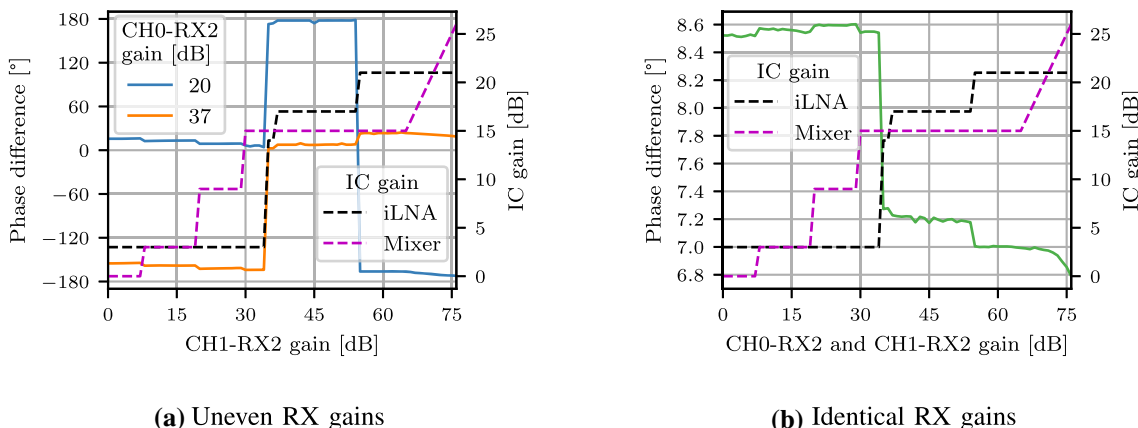 180
120
60
0
−60
−120
−180
Phase difference [°]
CH0-RX2
gain [dB]
20
37
IC gain
iLNA
Mixer
25
20
15
10
5
0
IC gain [dB]
0 15 30 45 60 75
CH1-RX2 gain [dB]
(a) Uneven RX gains
8.6
8.4
8.2
8.0
7.8
7.6
7.4
7.2
7.0
6.8
Phase difference [°]
IC gain
iLNA
Mixer
25
20
15
10
5
0
IC gain [dB]
0 15 30 45 60 75
CH0-RX2 and CH1-RX2 gain [dB]
(b) Identical RX gains